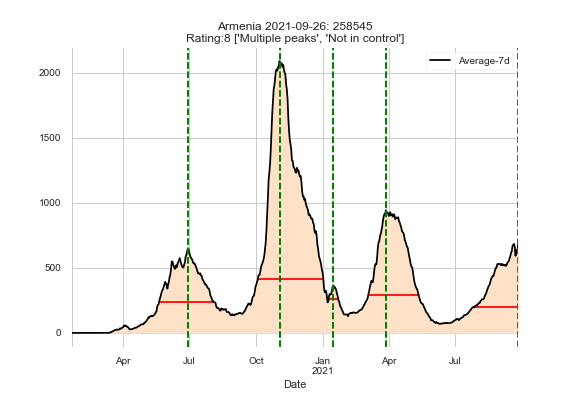 Armenia 2021-09-26: 258545
Rating:8 ['Multiple peaks', 'Not in control']
Average-7d
2000
1500
1000
500
0
Apr
Jul
Oct
Jan
2021
Apr
Jul
Date